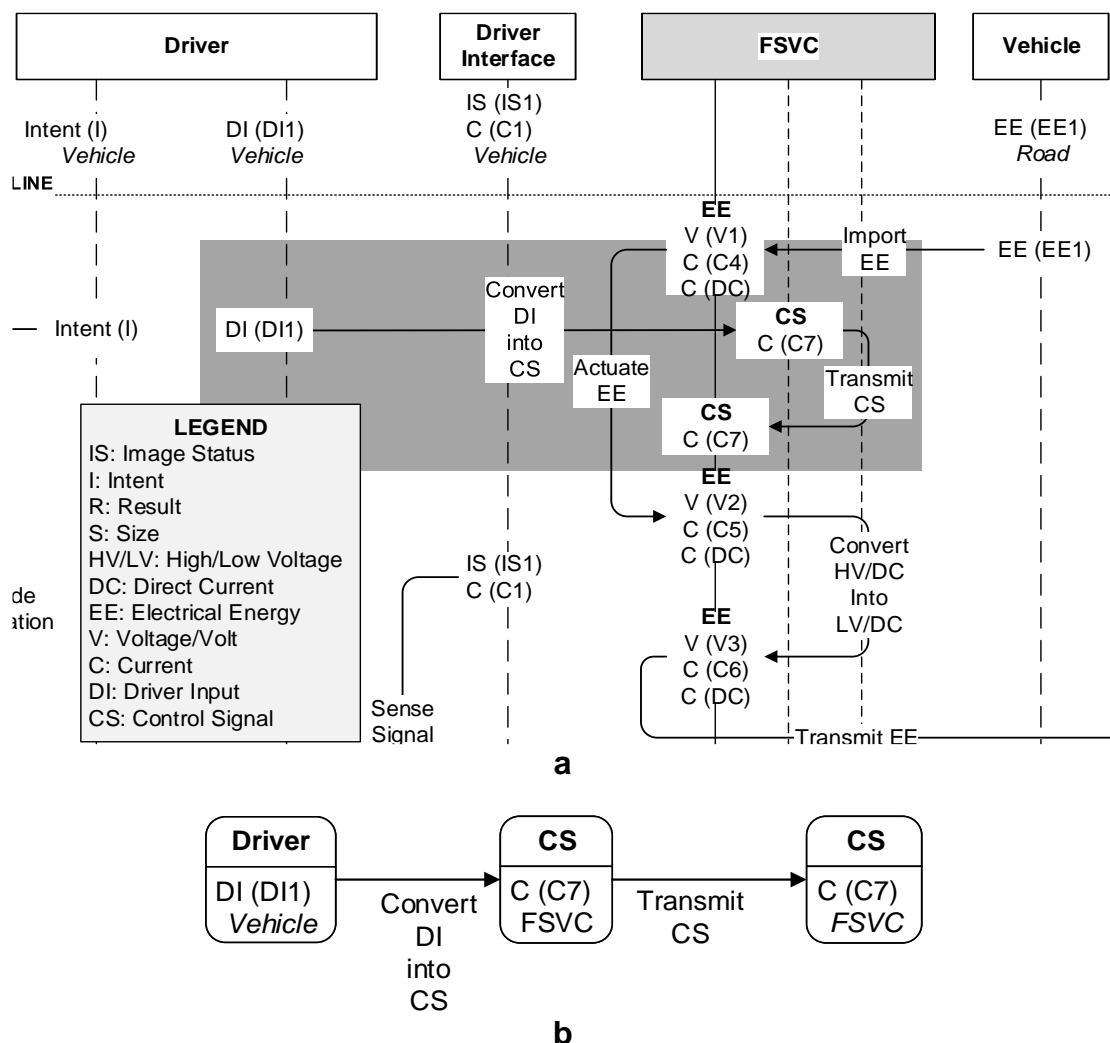 Driver
Driver
Interface
FSVC
Vehicle
Intent (I)
Vehicle
DI (DI1)
Vehicle
IS (IS1)
C (C1)
Vehicle
EE (EE1)
Road
LINE
EE
V (V1)
C (C4)
C (DC)
Import
EE
EE (EE1)
Intent (I)
DI (DI1)
Convert
DI
into
CS
Actuate
EE
CS
C (C7)
Transmit
CS
CS
C (C7)
LEGEND
IS: Image Status
I: Intent
R: Result
S: Size
HV/LV: High/Low Voltage
DC: Direct Current
EE: Electrical Energy
V: Voltage/Volt
C: Current
DI: Driver Input
CS: Control Signal
de
ation
EE
V (V2)
C (C5)
C (DC)
IS (IS1)
C (C1)
Convert
HV/DC
Into
LV/DC
EE
V (V3)
C (C6)
C (DC)
Sense
Signal
Transmit EE
a
Driver
DI (DI1)
Vehicle
Convert
DI
into
CS
CS
C (C7)
FSVC
Transmit
CS
CS
C (C7)
FSVC
b